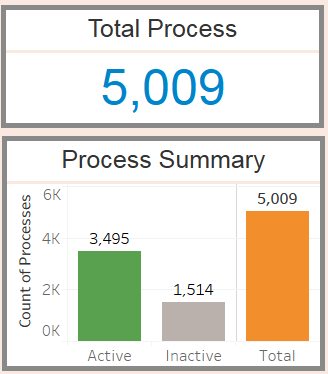 Total Process
5,009
Process Summary
Count of Processes
6K
4K
2K
0K
3,495
1,514
5,009
Active
Inactive
Total